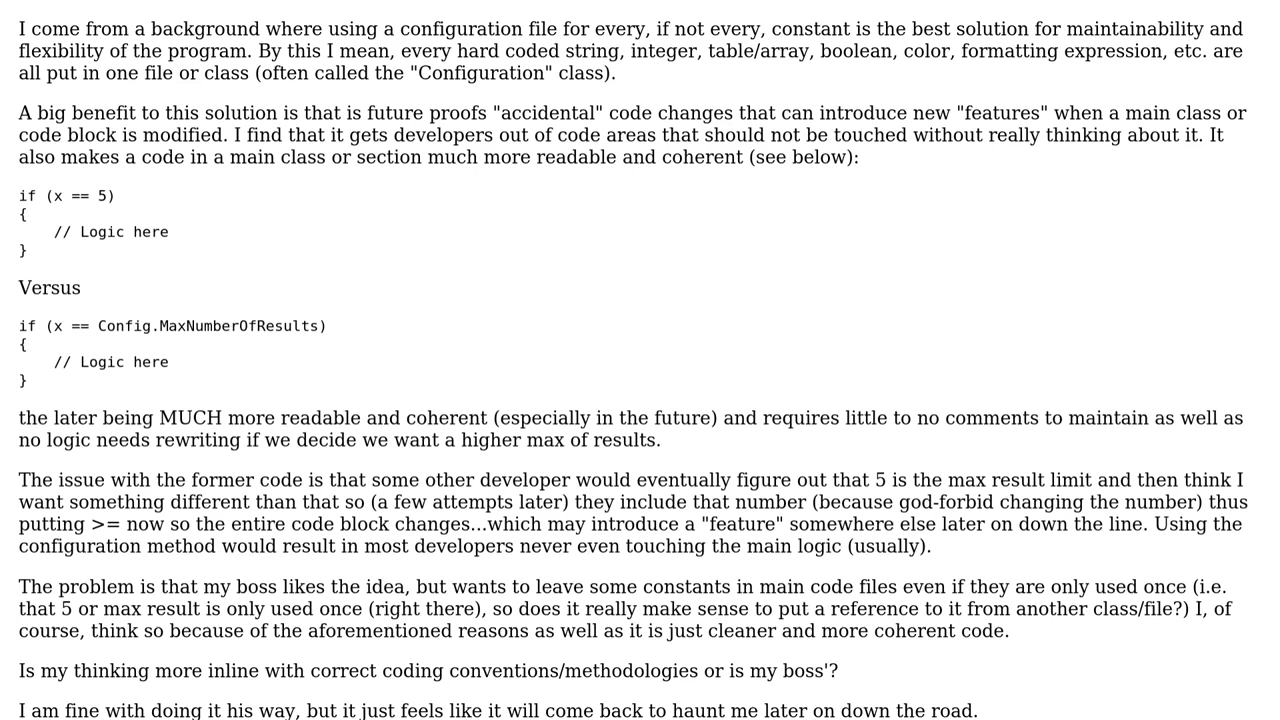 I come from a background where using a configuration file for every, if not every, constant is the best solution for maintainability and
flexibility of the program. By this I mean, every hard coded string, integer, table/array, boolean, color, formatting expression, etc. are
all put in one file or class (often called the "Configuration" class).
A big benefit to this solution is that is future proofs "accidental" code changes that can introduce new "features" when a main class or
code block is modified. I find that it gets developers out of code areas that should not be touched without really thinking about it. It
also makes a code in a main class or section much more readable and coherent (see below):
if (x == 5)
{
    // Logic here
}
Versus
if (x == Config.MaxNumberOfResults)
{
    // Logic here
}
the later being MUCH more readable and coherent (especially in the future) and requires little to no comments to maintain as well as
no logic needs rewriting if we decide we want a higher max of results.
The issue with the former code is that some other developer would eventually figure out that 5 is the max result limit and then think I
want something different than that so (a few attempts later) they include that number (because god-forbid changing the number) thus
putting >= now so the entire code block changes...which may introduce a "feature" somewhere else later on down the line. Using the
configuration method would result in most developers never even touching the main logic (usually).
The problem is that my boss likes the idea, but wants to leave some constants in main code files even if they are only used once (i.e.
that 5 or max result is only used once (right there), so does it really make sense to put a reference to it from another class/file?) I, of
course, think so because of the aforementioned reasons as well as it is just cleaner and more coherent code.
Is my thinking more inline with correct coding conventions/methodologies or is my boss'?
I am fine with doing it his way, but it just feels like it will come back to haunt me later on down the road.